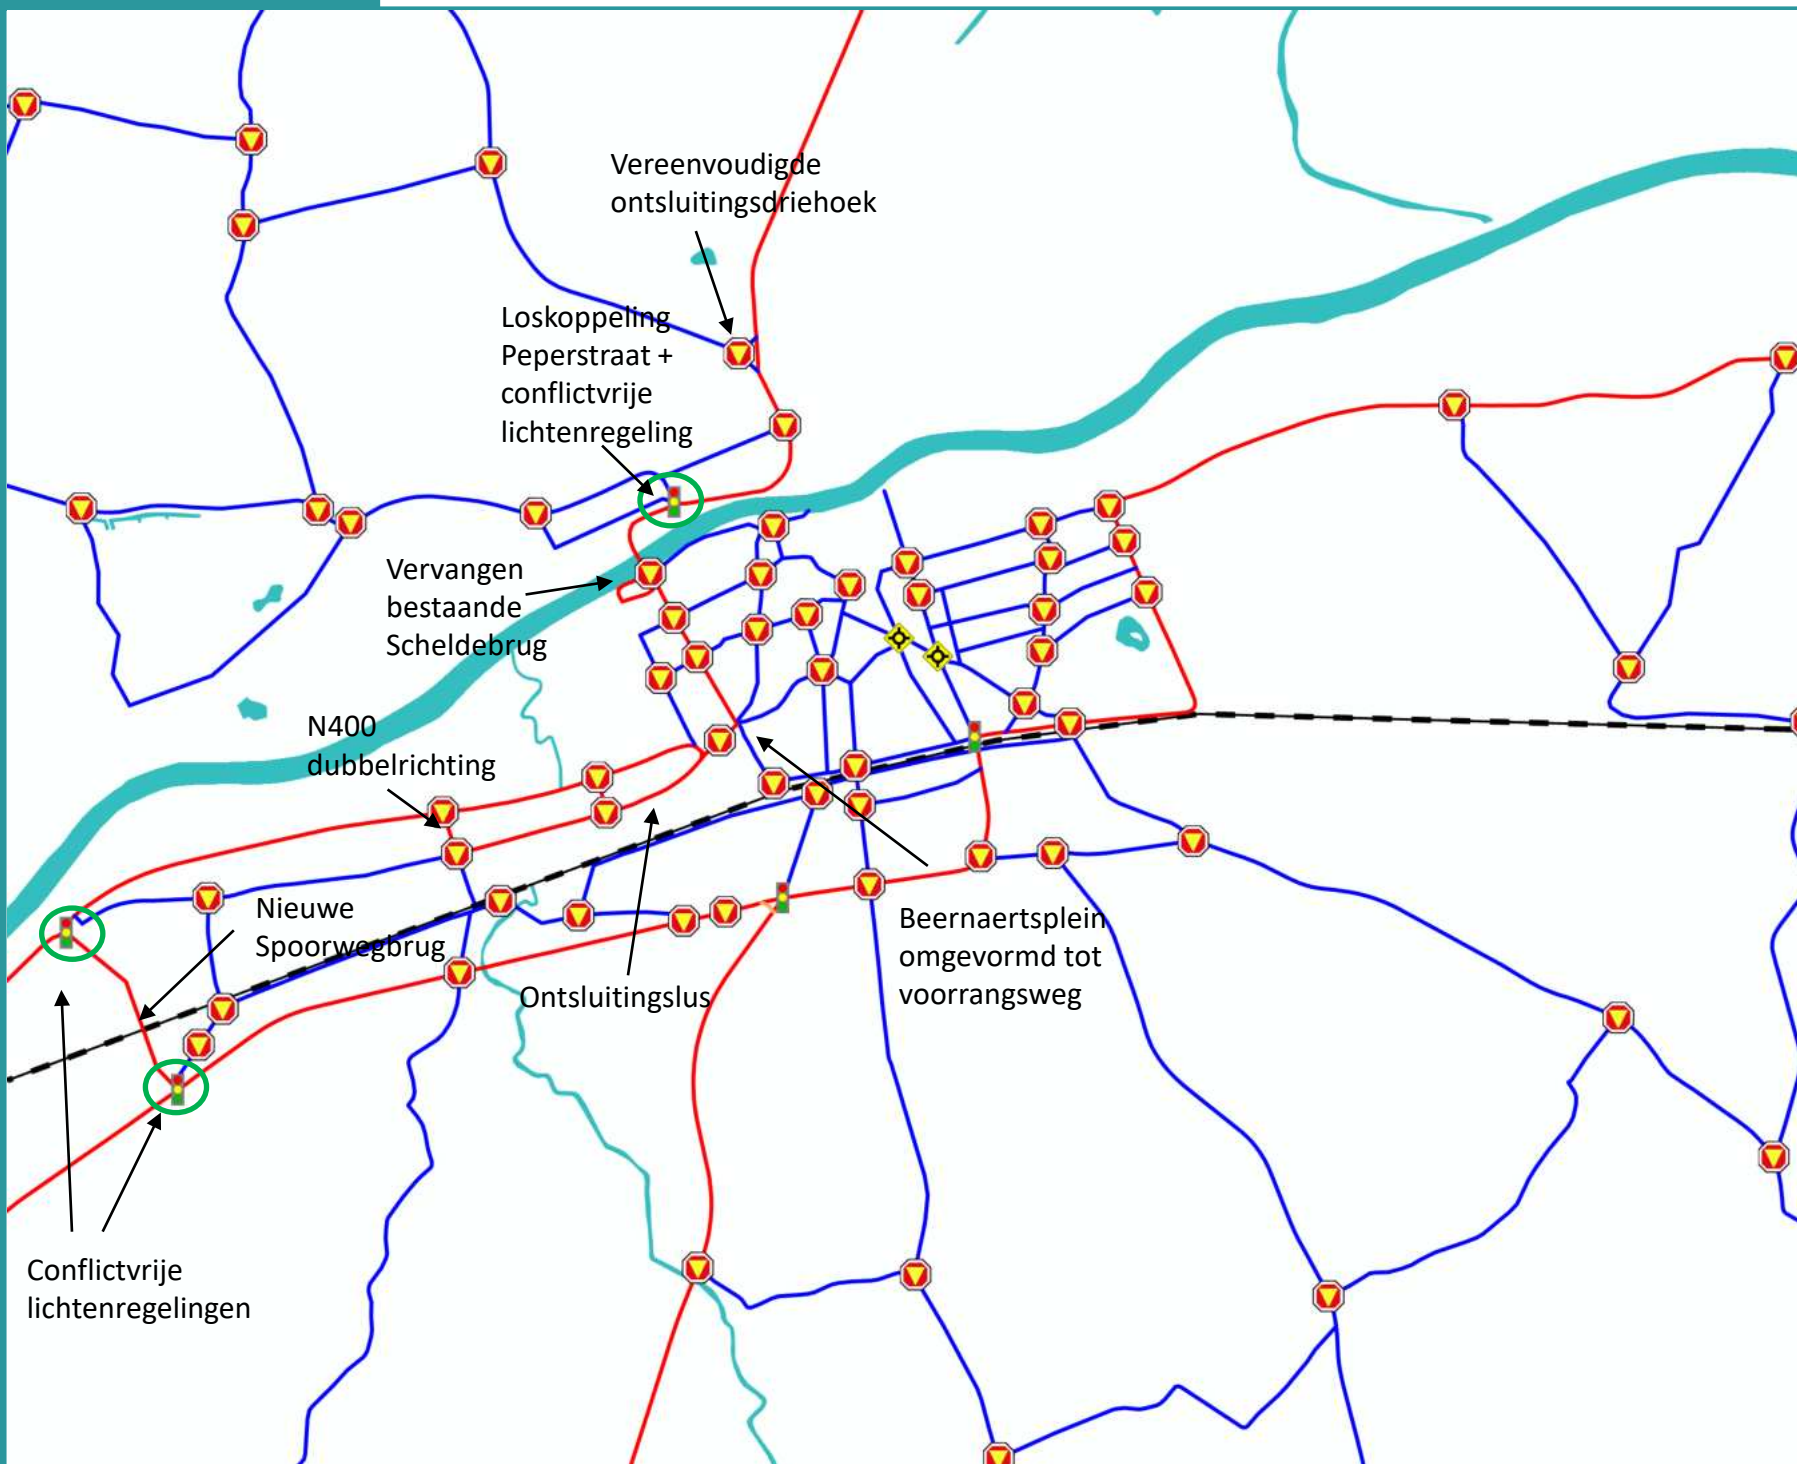 Vereenvoudigde
ontsluitingsdriehoek
Loskoppeling
Peperstraat +
conflictvrije
lichtenregeling
Vervangen
bestaande
Scheldebrug
N400
dubbelrichting
Nieuwe
Spoorwegbrug
Ontsluitingslus
Beernaertsplein
omgevormd tot
voorrangsweg
Conflictvrije
lichtenregelingen